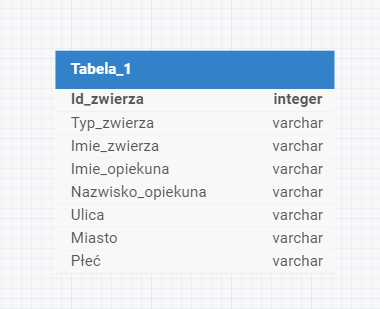 Tabela_1
Id_zwierza integer
Typ_zwierza varchar
Imie_zwierza varchar
Imie_opiekuna varchar
Nazwisko_opiekuna varchar
Ulica varchar
Miasto varchar
Płeć varchar